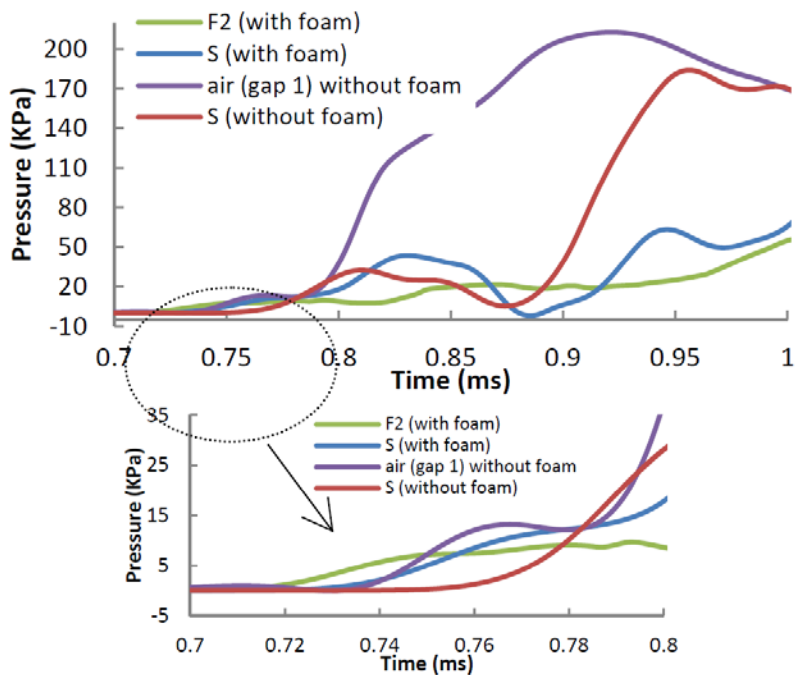 F2 (with foam)
S (with foam)
air (gap 1) without foam
S (without foam)
Pressure (KPa)
200
170
140
110
80
50
20
-10
0.7 0.75 0.8 0.85 0.9 0.95 1
Time (ms)
F2 (with foam)
S (with foam)
air (gap 1) without foam
S (without foam)
Pressure (KPa)
35
25
15
5
-5
0.7 0.72 0.74 0.76 0.78 0.8
Time (ms)